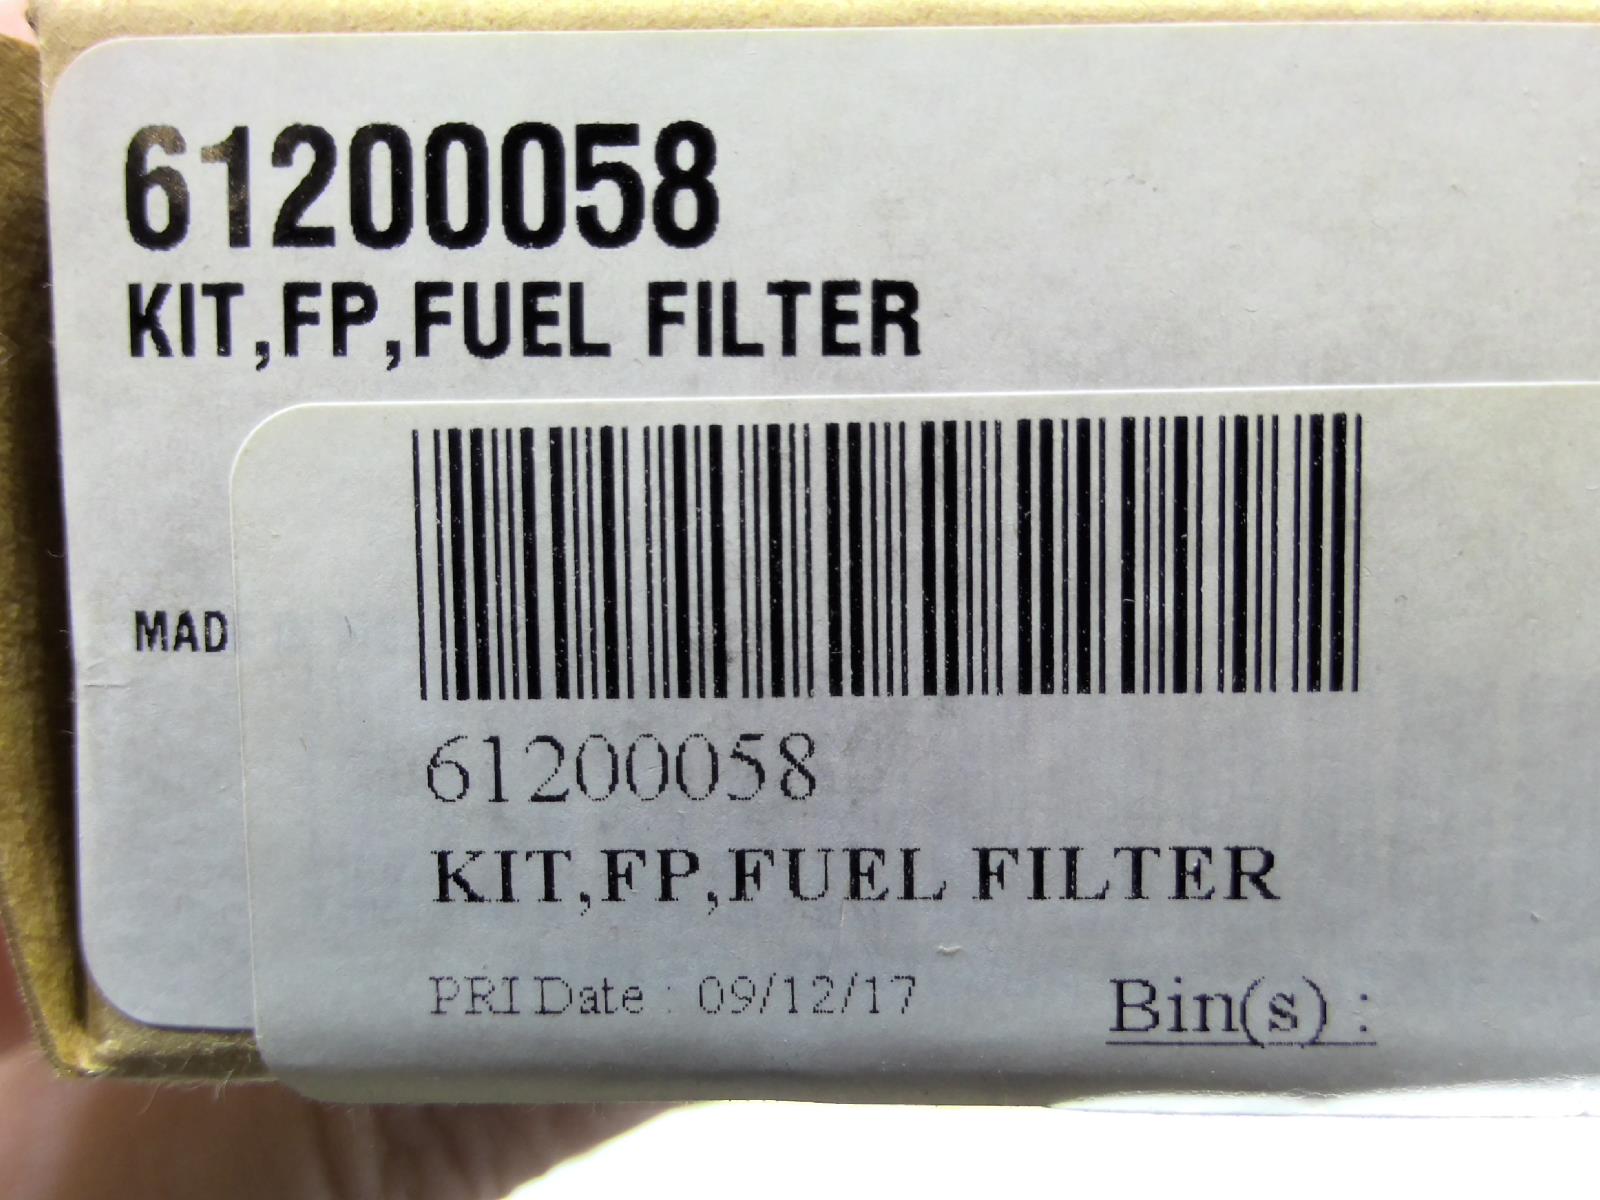 61200058
KIT,FP,FUEL FILTER
MAD
61200058
KIT,FP,FUEL FILTER
PRI Date : 09/12/17
Bin(s) :